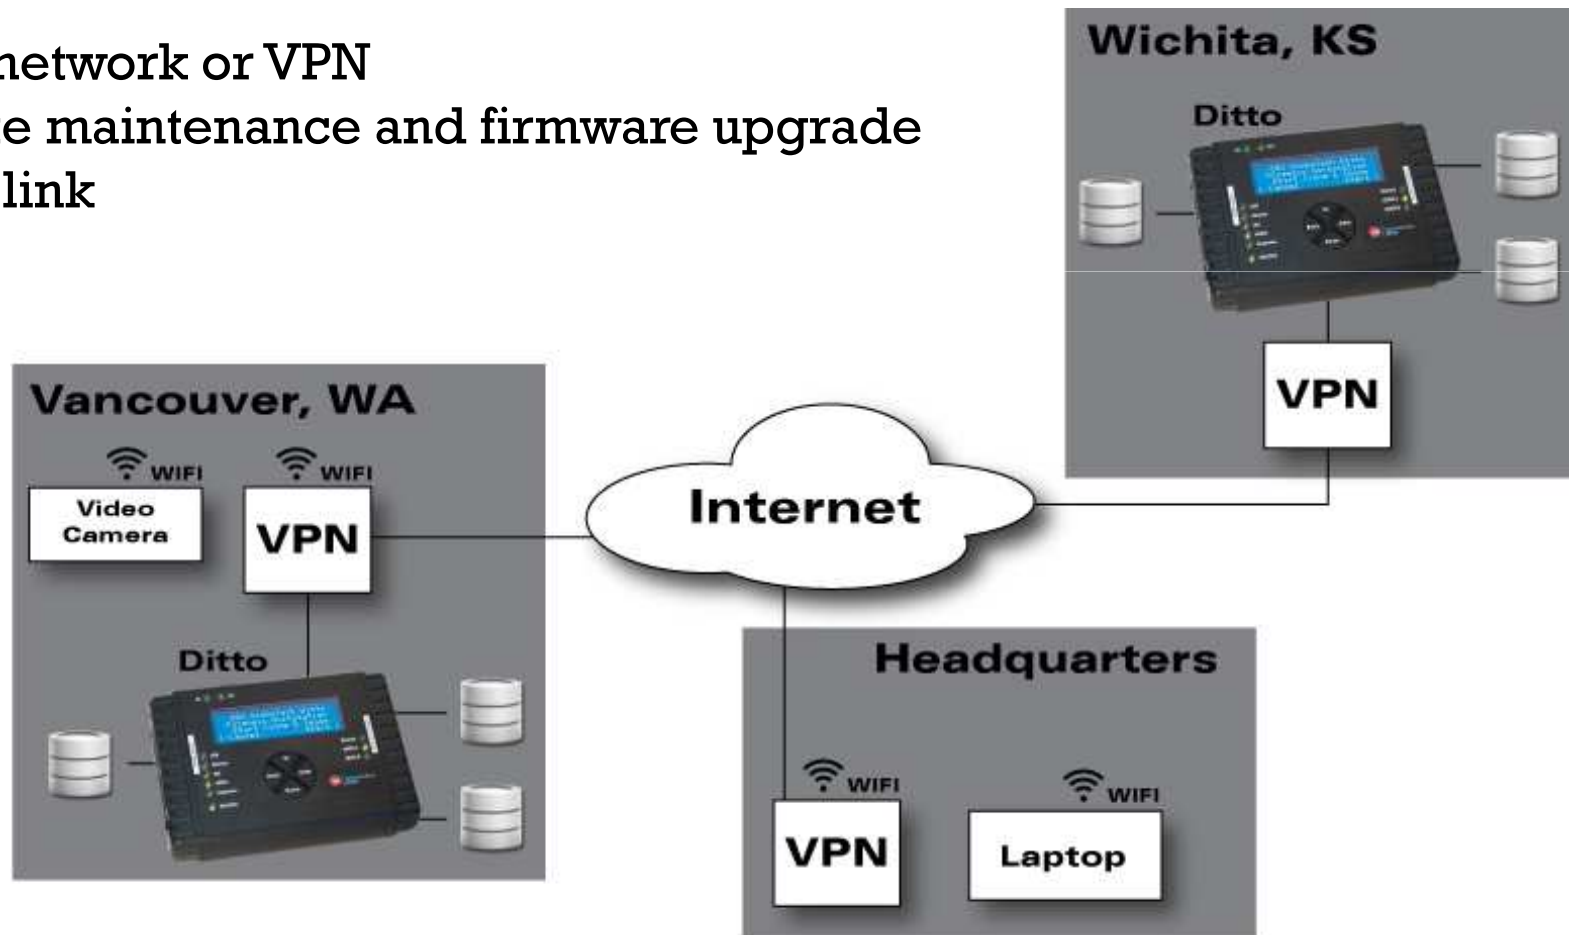 network or VPN
e maintenance and firmware upgrade
link
Wichita, KS
Ditto
VPN
Vancouver, WA
WIFI
WIFI
Video
Camera
VPN
Internet
Ditto
Headquarters
WIFI
WIFI
VPN
Laptop